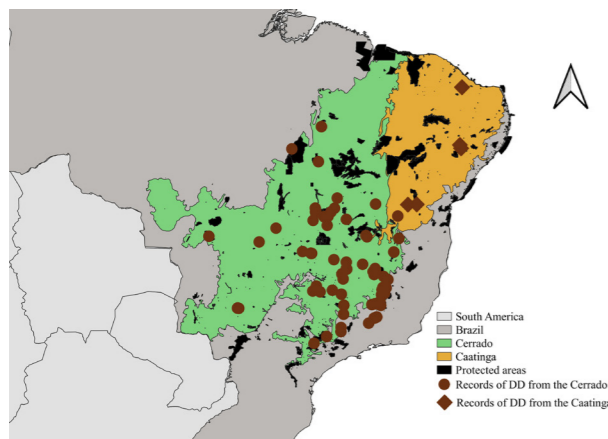 South America
Brazil
Cerrado
Caatinga
Protected areas
Records of DD from the Cerrado
Records of DD from the Caatinga